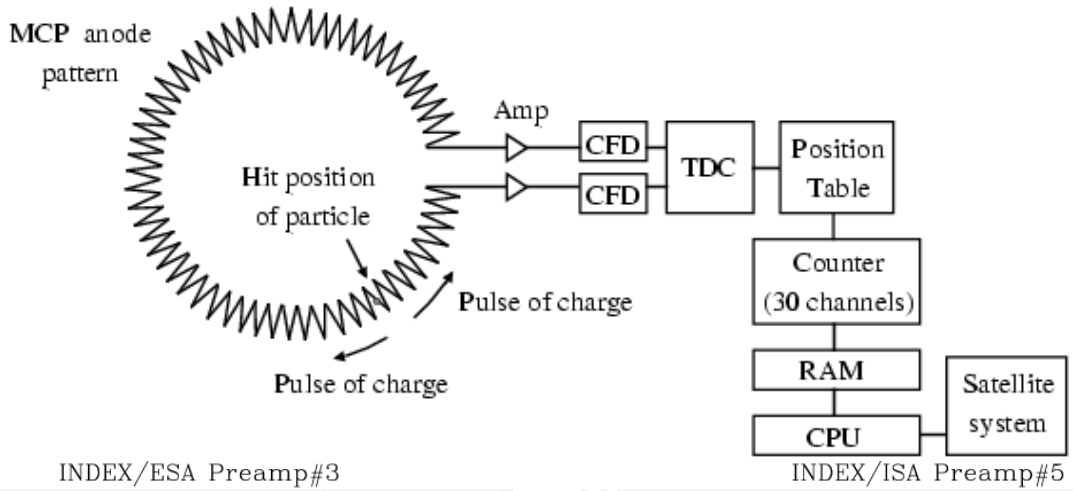 MCP anode
pattern
Amp
CFD
CFD
TDC
Position
Table
Hit position
of particle
Pulse of charge
Pulse of charge
Counter
(30 channels)
RAM
CPU
Satellite
system
INDEX/ESA Preamp#3
INDEX/ISA Preamp#5